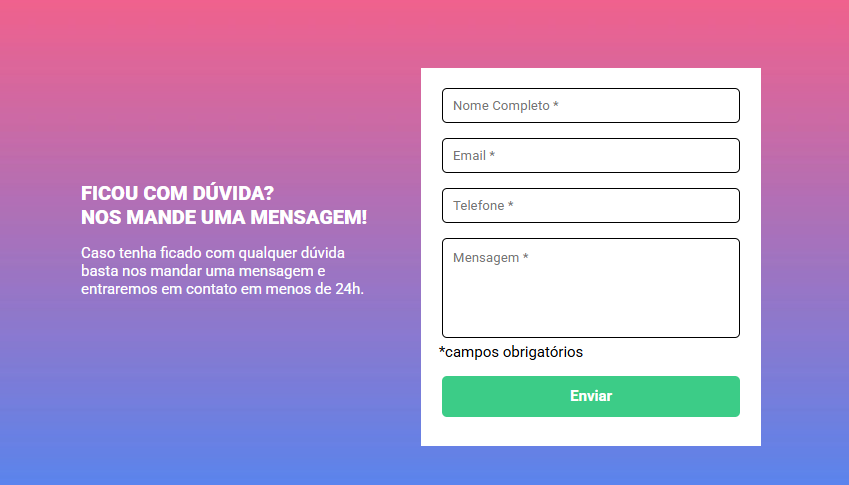 FICOU COM DÚVIDA?
NOS MANDE UMA MENSAGEM!
Caso tenha ficado com qualquer dúvida
basta nos mandar uma mensagem e
entraremos em contato em menos de 24h.
Nome Completo *
Email *
Telefone *
Mensagem *
*campos obrigatórios
Enviar